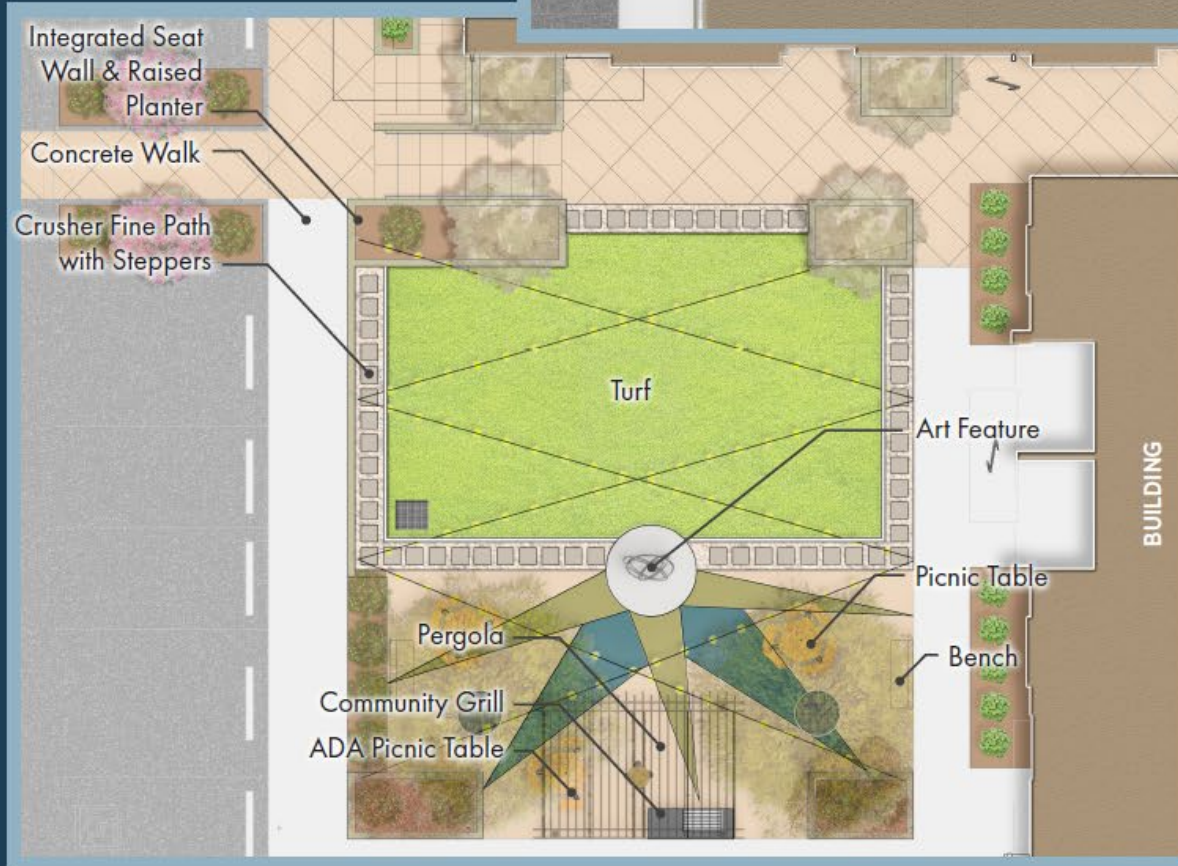 Integrated Seat
Wall & Raised
Planter
Concrete Walk
Crusher Fine Path
with Steppers
Turf
Art Feature
BUILDING
Picnic Table
Pergola
Bench
Community Grill
ADA Picnic Table